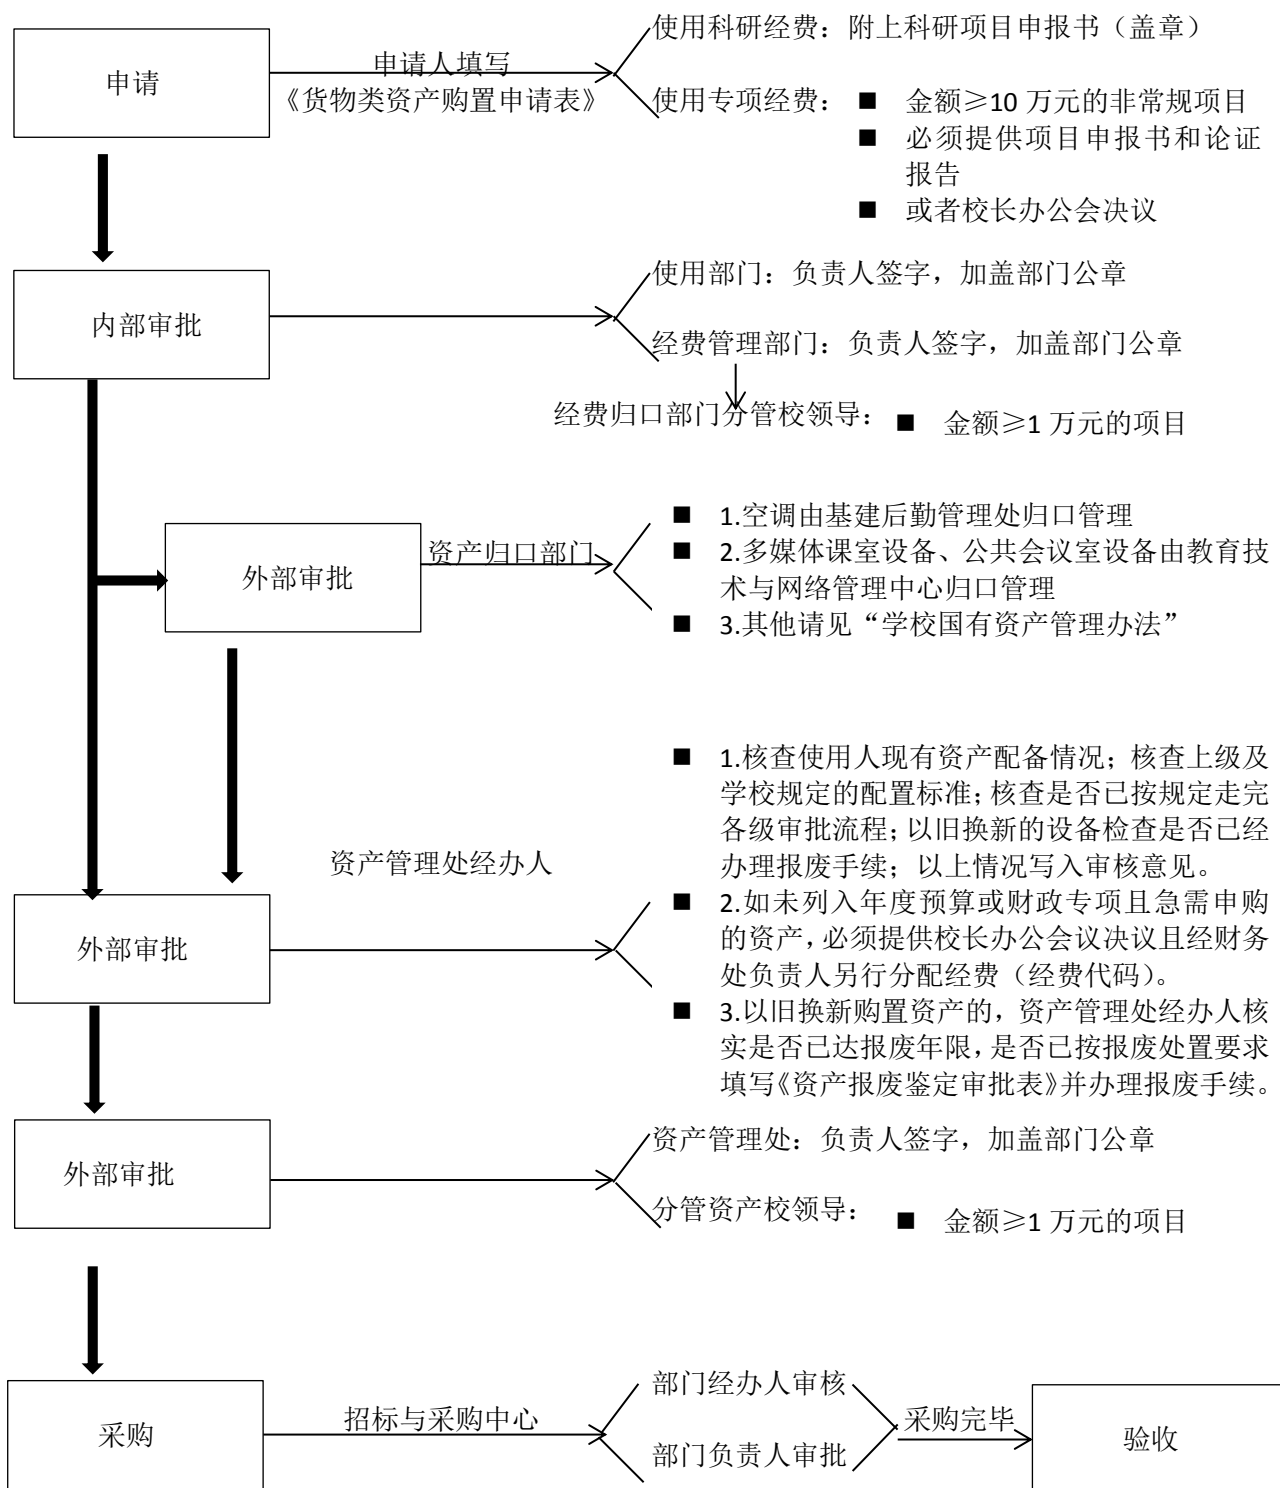 使用科研经费：附上科研项目申报书（盖章）
申请
申请人填写
《货物类资产购置申请表》
使用专项经费：
■ 金额≥10 万元的非常规项目
■ 必须提供项目申报书和论证
报告
■ 或者校长办公会决议
内部审批
使用部门：负责人签字，加盖部门公章
经费管理部门：负责人签字，加盖部门公章
经费归口部门分管校领导：
■ 金额≥1 万元的项目
外部审批
资产归口部门
■ 1.空调由基建后勤管理处归口管理
■ 2.多媒体课室设备、公共会议室设备由教育技
术与网络管理中心归口管理
■ 3.其他请见“学校国有资产管理办法”
外部审批
资产管理处经办人
■ 1.核查使用人现有资产配备情况；核查上级及
学校规定的配置标准；核查是否已按规定走完
各级审批流程；以旧换新的设备检查是否已经
办理报废手续；以上情况写入审核意见。
■ 2.如未列入年度预算或财政专项且急需申购
的资产，必须提供校长办公会议决议且经财务
处负责人另行分配经费（经费代码）。
■ 3.以旧换新购置资产的，资产管理处经办人核
实是否已达报废年限，是否已按报废处置要求
填写《资产报废鉴定审批表》并办理报废手续。
外部审批
资产管理处：负责人签字，加盖部门公章
分管资产校领导：
■ 金额≥1 万元的项目
采购
招标与采购中心
部门经办人审核
部门负责人审批
采购完毕
验收